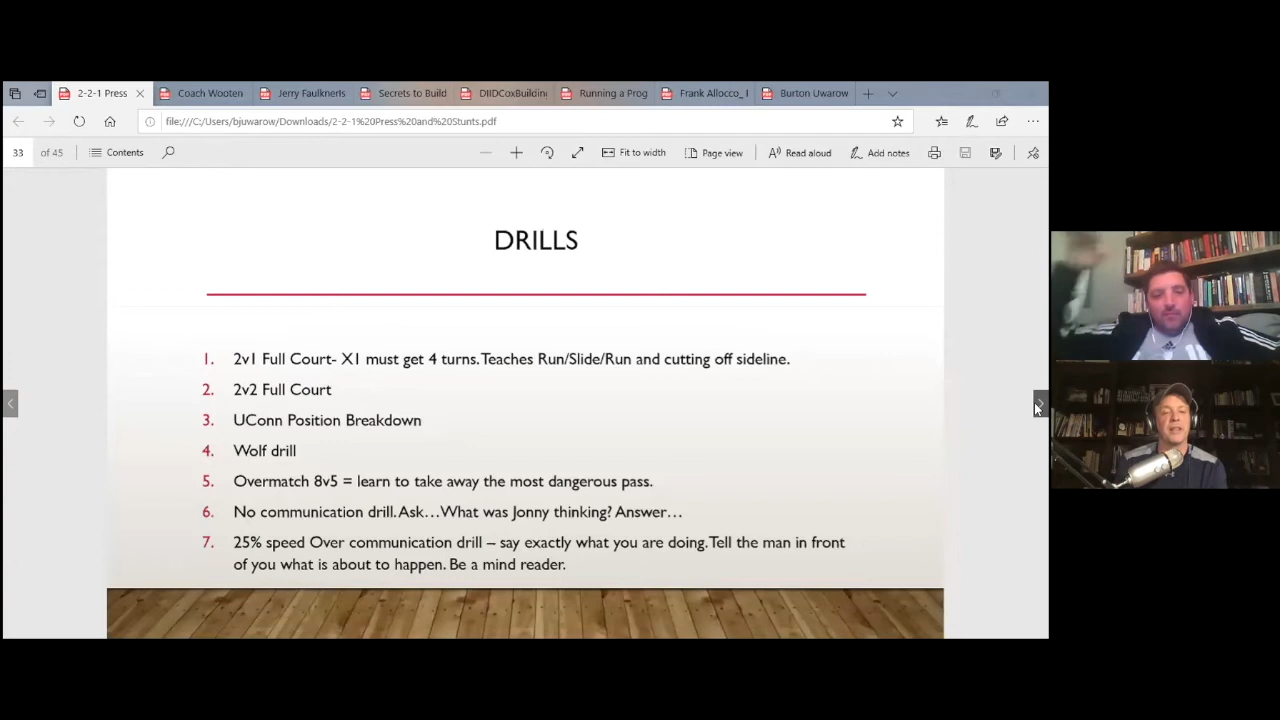 2-2-1 Press
Coach Wooten
Jerry Faulkners
Secrets to Build
DIIDCoxBuilding
Running a Prog
Frank Allocco_
Burton Uwarow
file:///C:/Users/bjuwarow/Downloads/2-2-1%20Press%20and%20Stunts.pdf
33 of 45
Contents
Fit to width
Page view
Read aloud
Add notes
DRILLS
1. 2v1 Full Court- X1 must get 4 turns. Teaches Run/Slide/Run and cutting off sideline.
2. 2v2 Full Court
3. UConn Position Breakdown
4. Wolf drill
5. Overmatch 8v5 = learn to take away the most dangerous pass.
6. No communication drill. Ask…What was Jonny thinking? Answer…
7. 25% speed Over communication drill – say exactly what you are doing. Tell the man in front
of you what is about to happen. Be a mind reader.